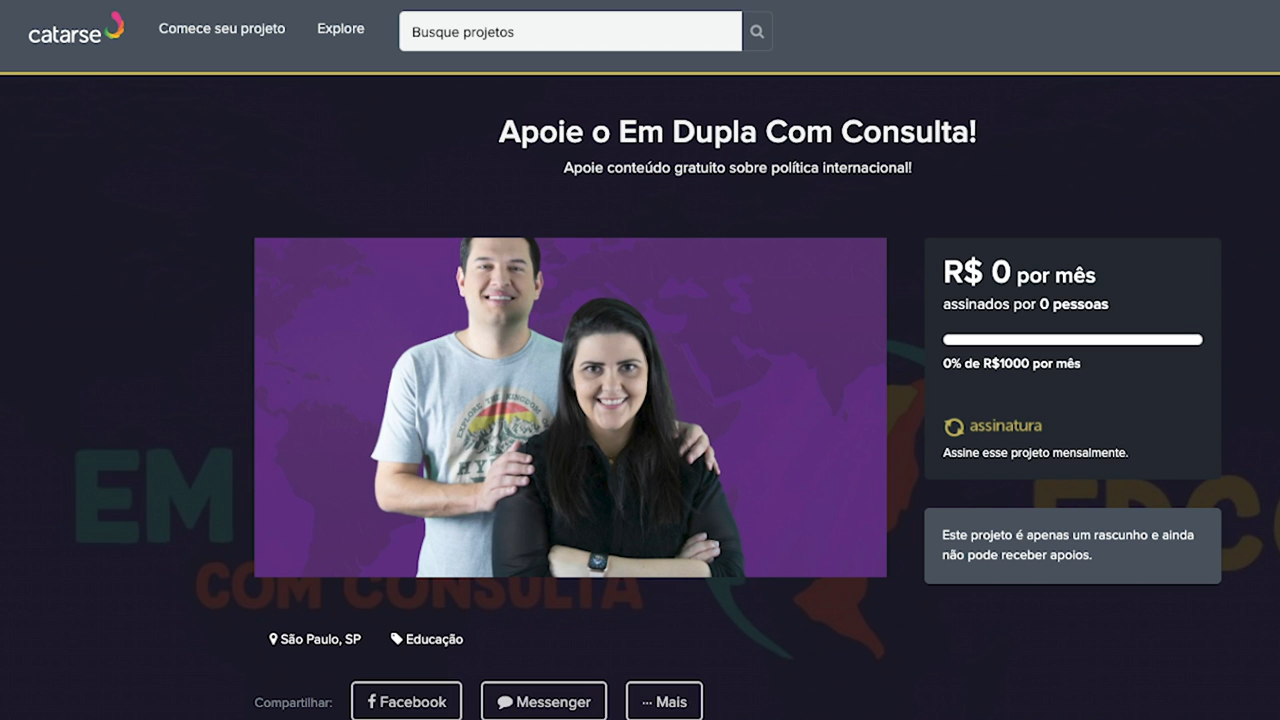 catarse
Comece seu projeto
Explore
Busque projetos
Apoie o Em Dupla Com Consulta!
Apoie conteúdo gratuito sobre política internacional!
EXPLORE THE KINGDOM
R$ 0 por mês
assinados por 0 pessoas
0% de R$1000 por mês
assinatura
Assine esse projeto mensalmente.
EM
EDC
Este projeto é apenas um rascunho e ainda
não pode receber apoios.
COM CONSULTA
São Paulo, SP
Educação
Compartilhar:
Facebook
Messenger
··· Mais